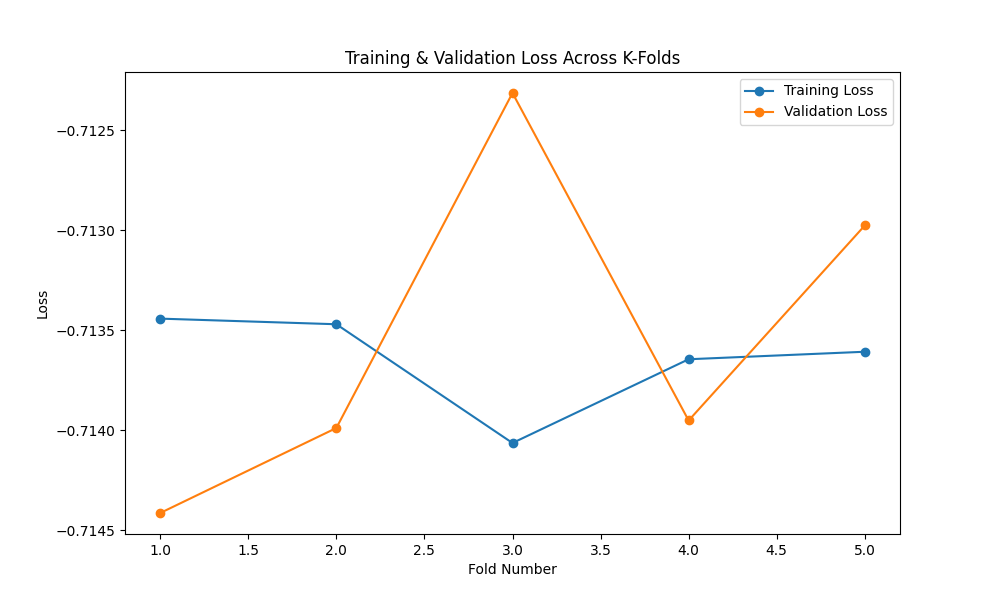 Training & Validation Loss Across K-Folds
Training Loss
Validation Loss
Loss
−0.7125
−0.7130
−0.7135
−0.7140
−0.7145
1.0 1.5 2.0 2.5 3.0 3.5 4.0 4.5 5.0
Fold Number